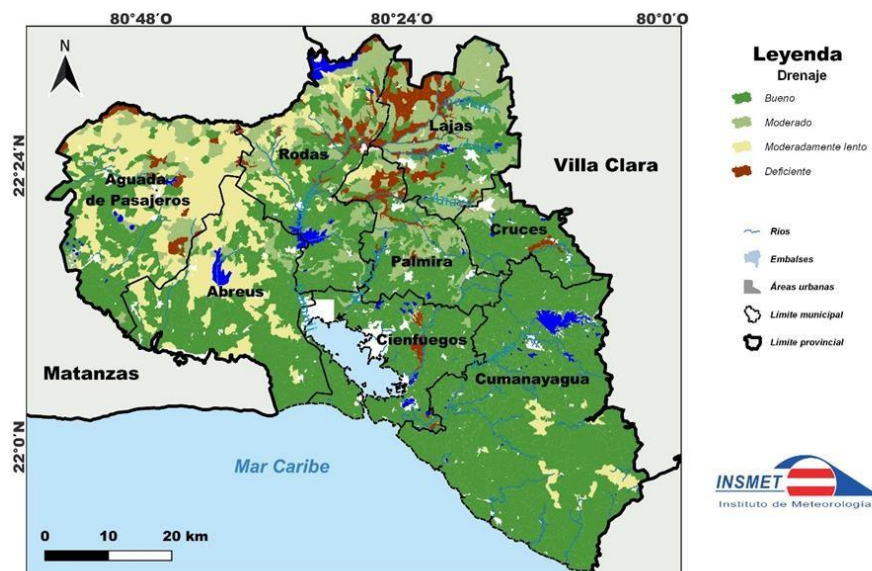 80°48'O
80°24'O
80°0'O
N
22°24'N
22°0'N
Lajas
Rodas
Villa Clara
Aguada
de Pasajeros
Cruces
Palmira
Abreus
Cienfuegos
Cumanayagua
Matanzas
Mar Caribe
0 10 20 km
Leyenda
Drenaje
Bueno
Moderado
Moderadamente lento
Deficiente
Ríos
Embalses
Áreas urbanas
Límite municipal
Límite provincial
INSMET
Instituto de Meteorología